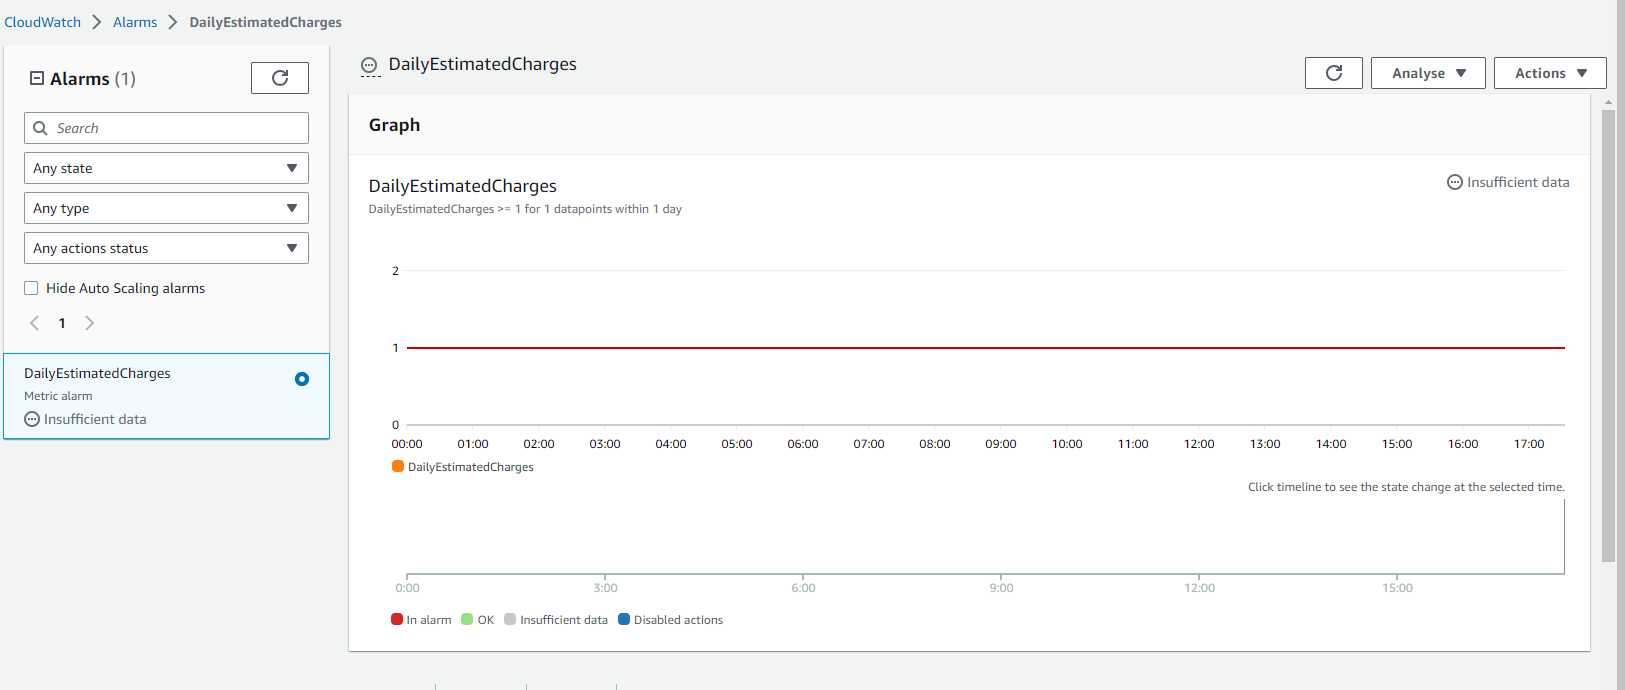 CloudWatch > Alarms > DailyEstimatedCharges
Alarms (1)
Search
Any state
Any type
Any actions status
Hide Auto Scaling alarms
1
DailyEstimatedCharges
Metric alarm
Insufficient data
DailyEstimatedCharges
Analyse
Actions
Graph
DailyEstimatedCharges
Insufficient data
DailyEstimatedCharges >= 1 for 1 datapoints within 1 day
2
1
0
00:00 01:00 02:00 03:00 04:00 05:00 06:00 07:00 08:00 09:00 10:00 11:00 12:00 13:00 14:00 15:00 16:00 17:00
DailyEstimatedCharges
Click timeline to see the state change at the selected time.
0:00 3:00 6:00 9:00 12:00 15:00
In alarm OK Insufficient data Disabled actions